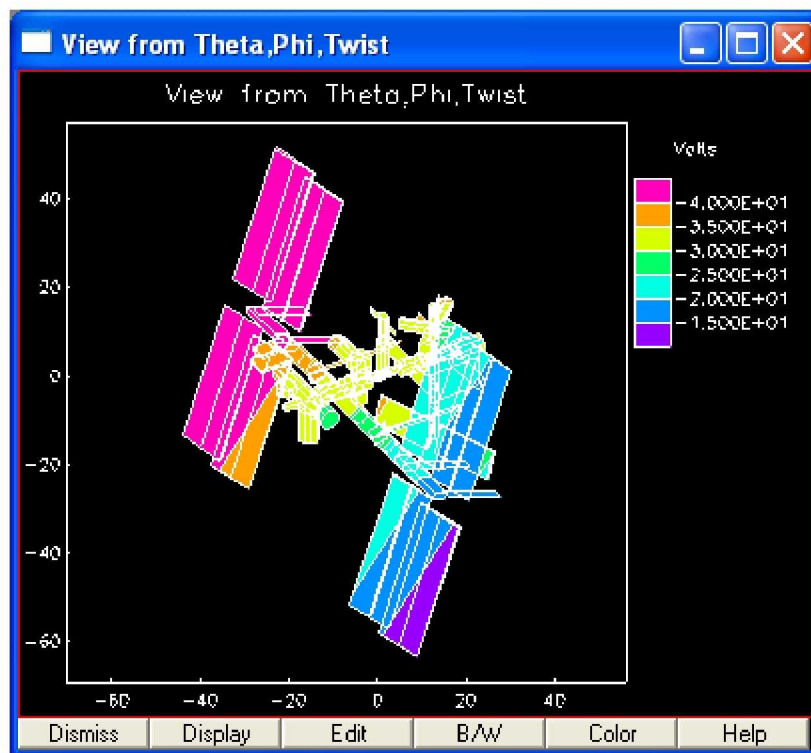 View from Theta,Phi,Twist
View from Theta,Phi,Twist
Volts
-4.000E+01
-3.500E+01
-3.000E+01
-2.500E+01
-2.000E+01
-1.500E+01
40
20
0
-20
-40
-60
-60 -40 -20 0 20 40
Dismiss Display Edit B/W Color Help